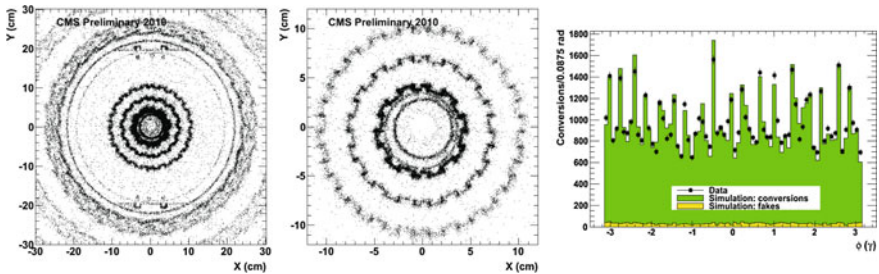 Y (cm)
30
20
10
0
-10
-20
-30
CMS Preliminary 2010
-30 -20 -10 0 10 20 30
X (cm)
Y (cm)
10
5
0
-5
-10
CMS Preliminary 2010
-10 -5 0 5 10
X (cm)
Conversions/0.0875 rad
1800
1600
1400
1200
1000
800
600
400
200
0
Data
Simulation: conversions
Simulation: fakes
-3 -2 -1 0 1 2 3
ϕ (γ)